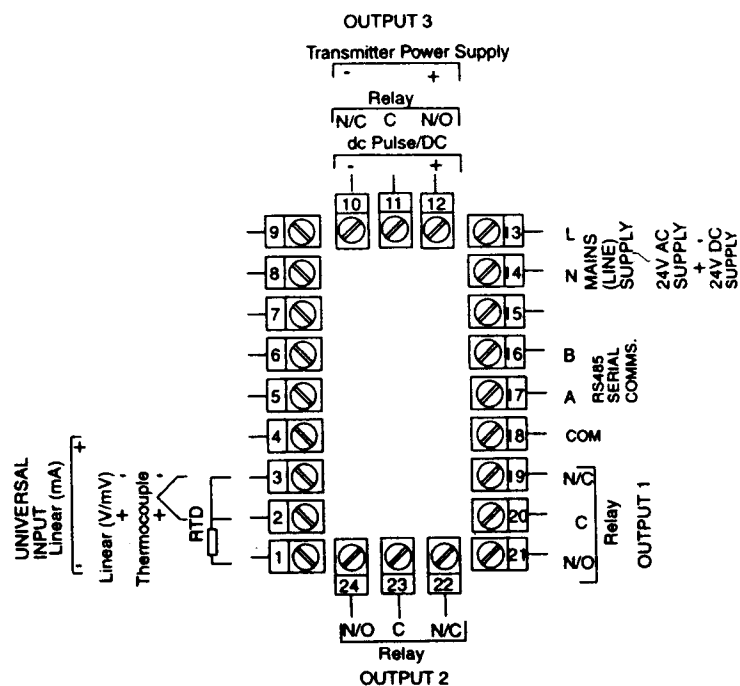 OUTPUT 3
Transmitter Power Supply
- +
Relay
N/C C N/O
dc Pulse/DC
- +
10 11 12
9
8
7
6
5
4
3
2
1
13 L
14 N
15
16 B
17 A
18 COM
19 N/C
20 C
21 N/O
MAINS
(LINE)
SUPPLY
24V AC
SUPPLY
- +
24V DC
SUPPLY
RS485
SERIAL
COMMS.
Relay
OUTPUT 1
UNIVERSAL
INPUT
Linear (mA)
- +
Linear (V/mV)
+ -
Thermocouple
+ -
RTD
24 23 22
N/O C N/C
Relay
OUTPUT 2